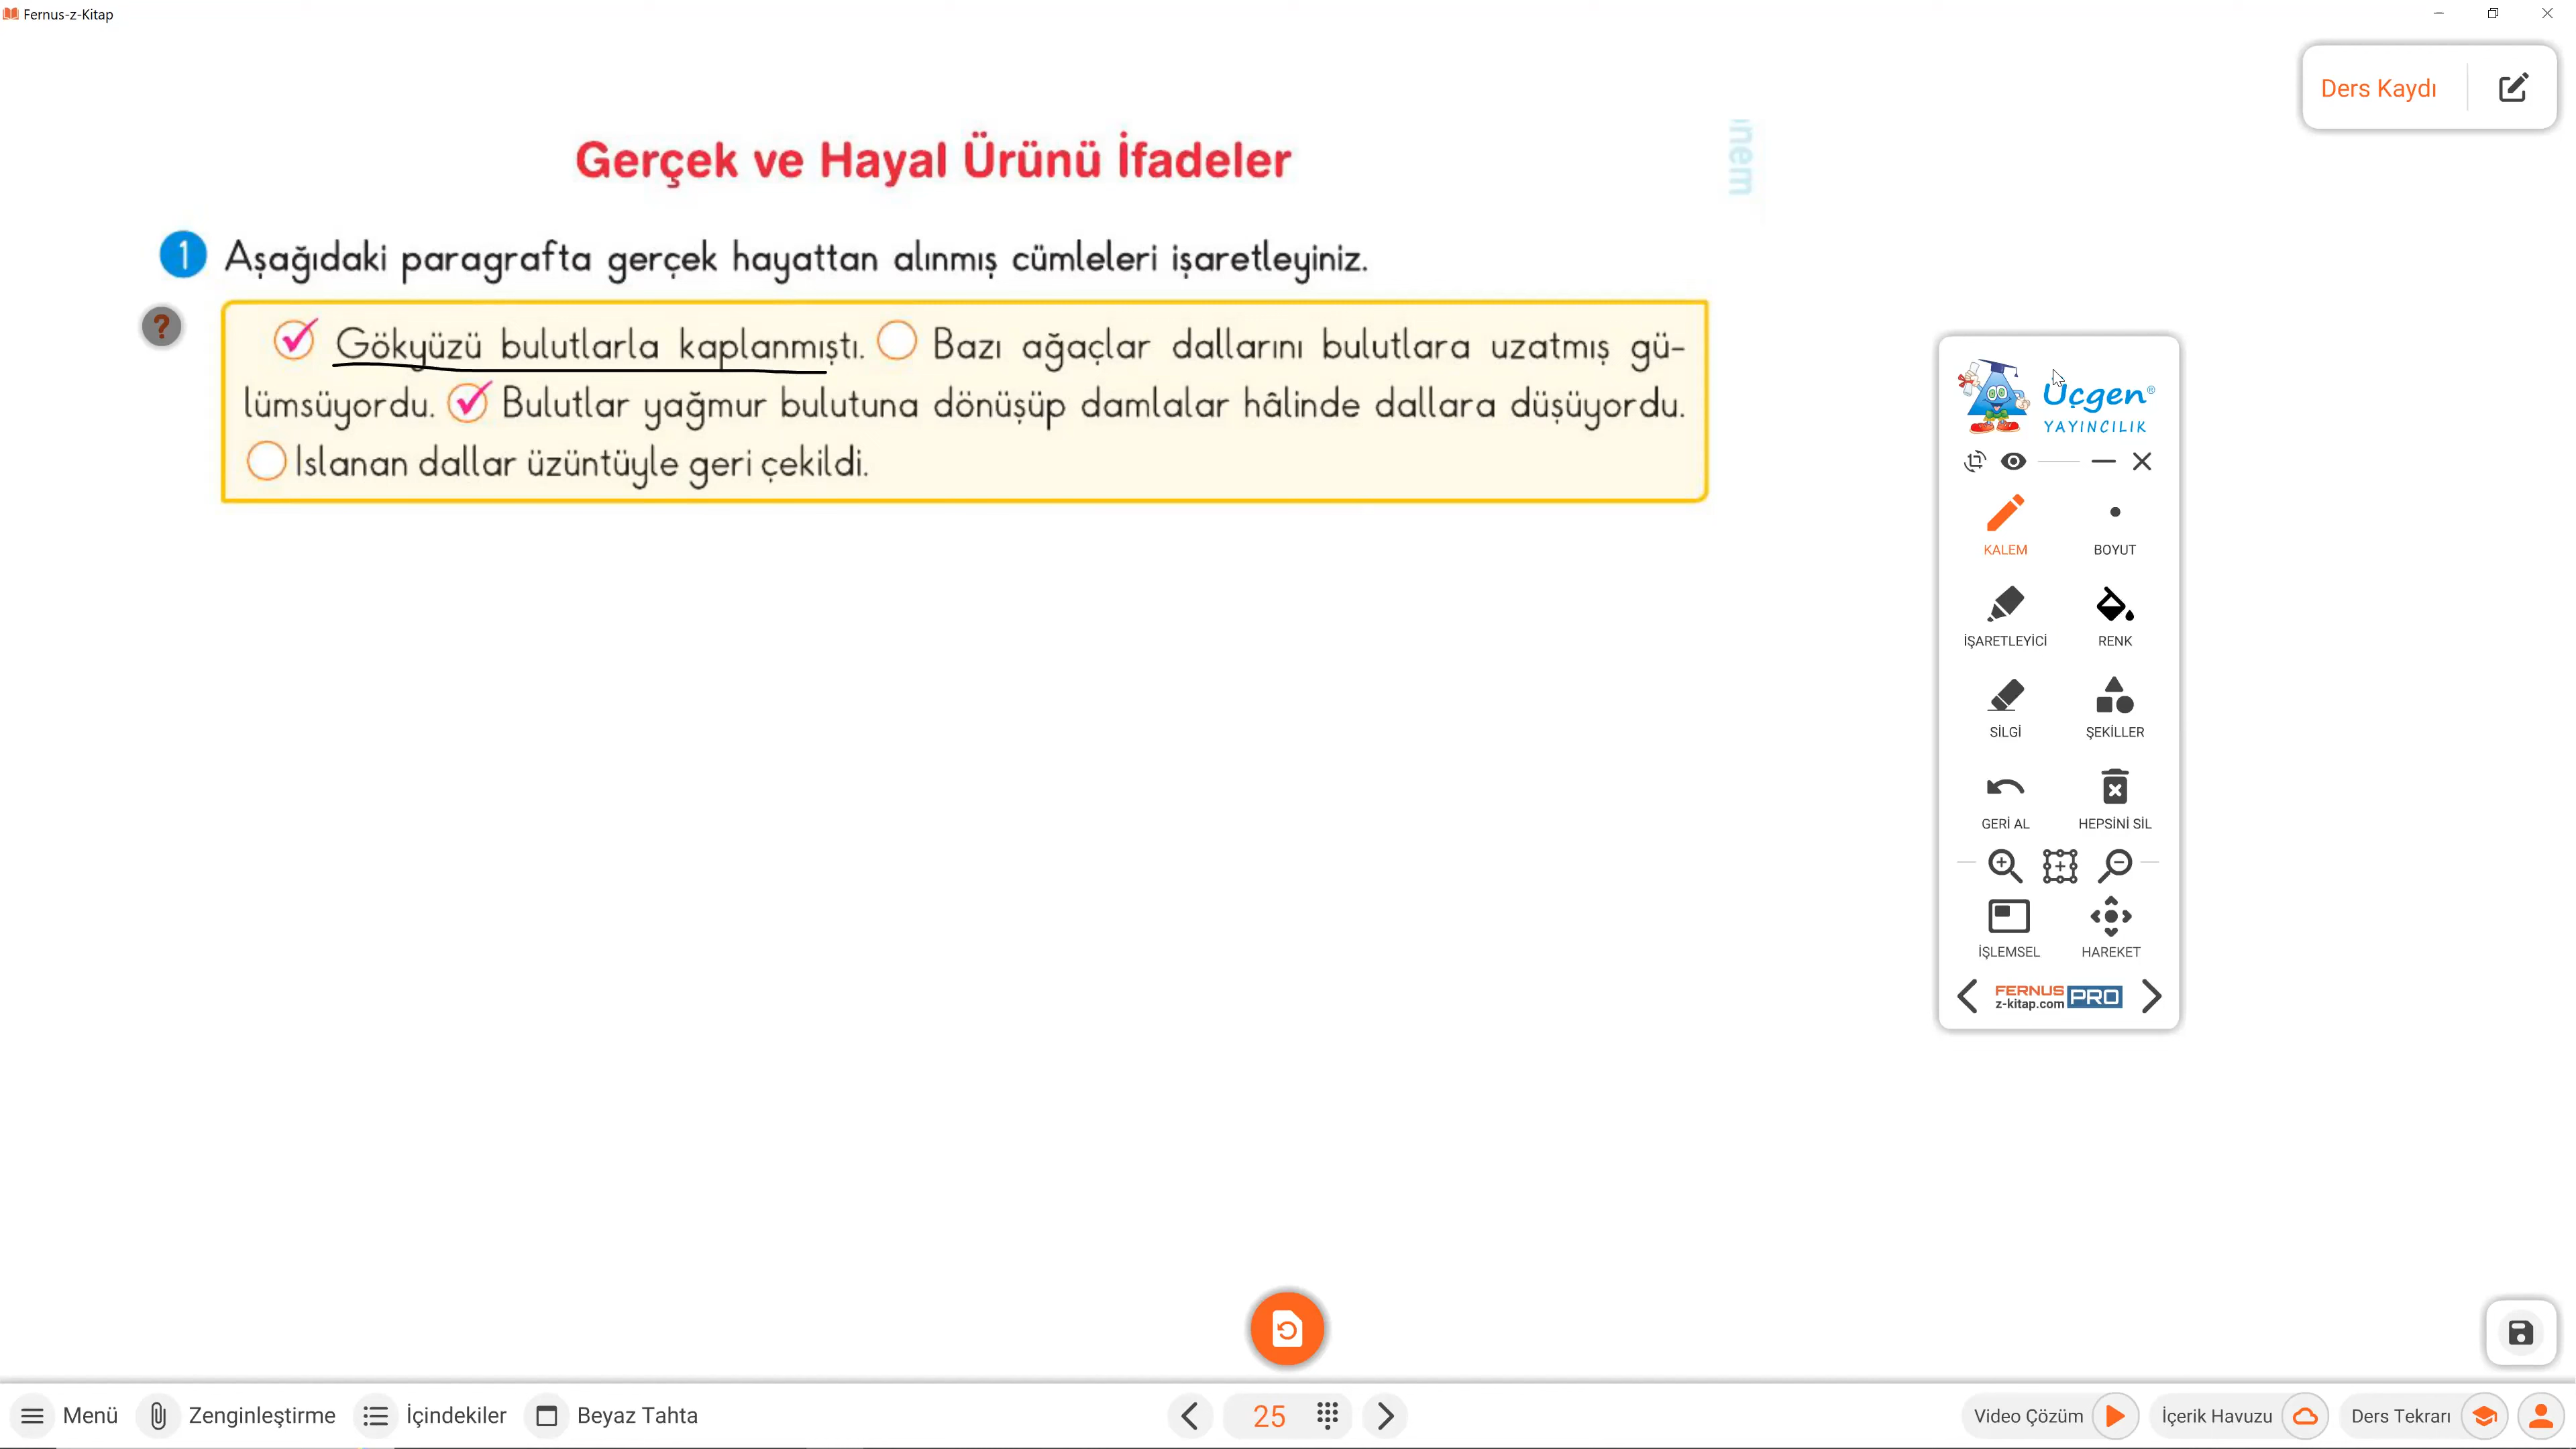 Fernus-z-Kitap
Ders Kaydı
Gerçek ve Hayal Ürünü İfadeler
1 Aşağıdaki paragrafta gerçek hayattan alınmış cümleleri işaretleyiniz.
?
Gökyüzü bulutlarla kaplanmıştı. Bazı ağaçlar dallarını bulutlara uzatmış gü-
lümsüyordu. Bulutlar yağmur bulutuna dönüşüp damlalar hâlinde dallara düşüyordu.
Islanan dallar üzüntüyle geri çekildi.
Üçgen®
YAYINCILIK
KALEM BOYUT
İŞARETLEYİCİ RENK
SİLGİ ŞEKİLLER
GERİ AL HEPSİNİ SİL
İŞLEMSEL HAREKET
FERNUS PRO
z-kitap.com
Menü Zenginleştirme İçindekiler Beyaz Tahta 25 Video Çözüm İçerik Havuzu Ders Tekrarı